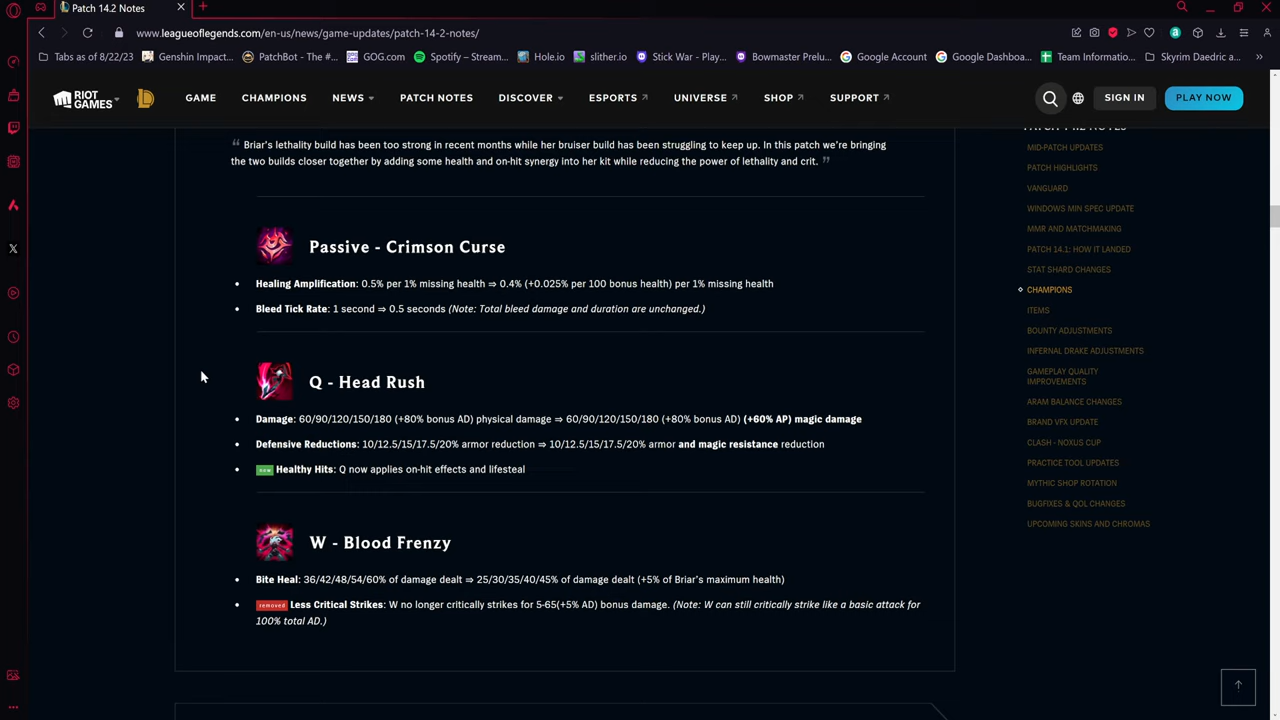 Patch 14.2 Notes
www.leagueoflegends.com/en-us/news/game-updates/patch-14-2-notes/
Tabs as of 8/22/23 Genshin Impact... PatchBot - The #... GOG.com Spotify – Stream... Hole.io slither.io Stick War - Play... Bowmaster Prelu... Google Account Google Dashboa... Team Informatio... Skyrim Daedric ar...
RIOT GAMES GAME CHAMPIONS NEWS PATCH NOTES DISCOVER ESPORTS UNIVERSE SHOP SUPPORT SIGN IN PLAY NOW
“ Briar’s lethality build has been too strong in recent months while her bruiser build has been struggling to keep up. In this patch we’re bringing
the two builds closer together by adding some health and on-hit synergy into her kit while reducing the power of lethality and crit. ”
Passive - Crimson Curse
• Healing Amplification: 0.5% per 1% missing health ⇒ 0.4% (+0.025% per 100 bonus health) per 1% missing health
• Bleed Tick Rate: 1 second ⇒ 0.5 seconds (Note: Total bleed damage and duration are unchanged.)
Q - Head Rush
• Damage: 60/90/120/150/180 (+80% bonus AD) physical damage ⇒ 60/90/120/150/180 (+80% bonus AD) (+60% AP) magic damage
• Defensive Reductions: 10/12.5/15/17.5/20% armor reduction ⇒ 10/12.5/15/17.5/20% armor and magic resistance reduction
• new Healthy Hits: Q now applies on-hit effects and lifesteal
W - Blood Frenzy
• Bite Heal: 36/42/48/54/60% of damage dealt ⇒ 25/30/35/40/45% of damage dealt (+5% of Briar’s maximum health)
• removed Less Critical Strikes: W no longer critically strikes for 5-65(+5% AD) bonus damage. (Note: W can still critically strike like a basic attack for
100% total AD.)
MID-PATCH UPDATES
PATCH HIGHLIGHTS
VANGUARD
WINDOWS MIN SPEC UPDATE
MMR AND MATCHMAKING
PATCH 14.1: HOW IT LANDED
STAT SHARD CHANGES
CHAMPIONS
ITEMS
BOUNTY ADJUSTMENTS
INFERNAL DRAKE ADJUSTMENTS
GAMEPLAY QUALITY
IMPROVEMENTS
ARAM BALANCE CHANGES
BRAND VFX UPDATE
CLASH - NOXUS CUP
PRACTICE TOOL UPDATES
MYTHIC SHOP ROTATION
BUGFIXES & QOL CHANGES
UPCOMING SKINS AND CHROMAS